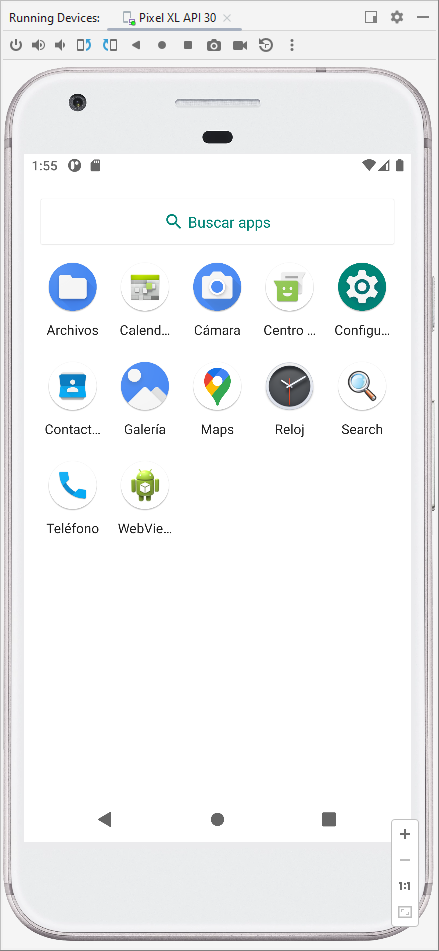 Running Devices: Pixel XL API 30
1:55
Buscar apps
Archivos Calend... Cámara Centro ... Configu...
Contact... Galería Maps Reloj Search
Teléfono WebVie...
1:1